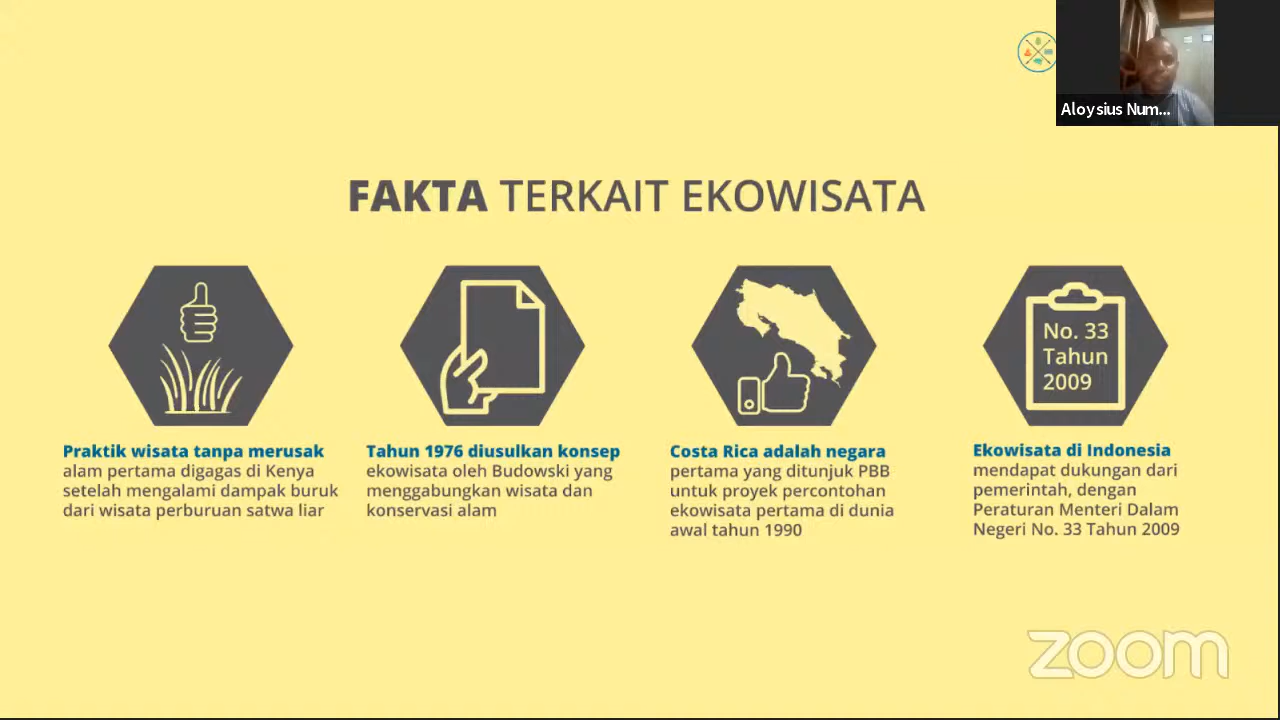 Aloysius Num...
FAKTA TERKAIT EKOWISATA
Praktik wisata tanpa merusak
alam pertama digagas di Kenya
setelah mengalami dampak buruk
dari wisata perburuan satwa liar
Tahun 1976 diusulkan konsep
ekowisata oleh Budowski yang
menggabungkan wisata dan
konservasi alam
Costa Rica adalah negara
pertama yang ditunjuk PBB
untuk proyek percontohan
ekowisata pertama di dunia
awal tahun 1990
No. 33
Tahun
2009
Ekowisata di Indonesia
mendapat dukungan dari
pemerintah, dengan
Peraturan Menteri Dalam
Negeri No. 33 Tahun 2009
zoom